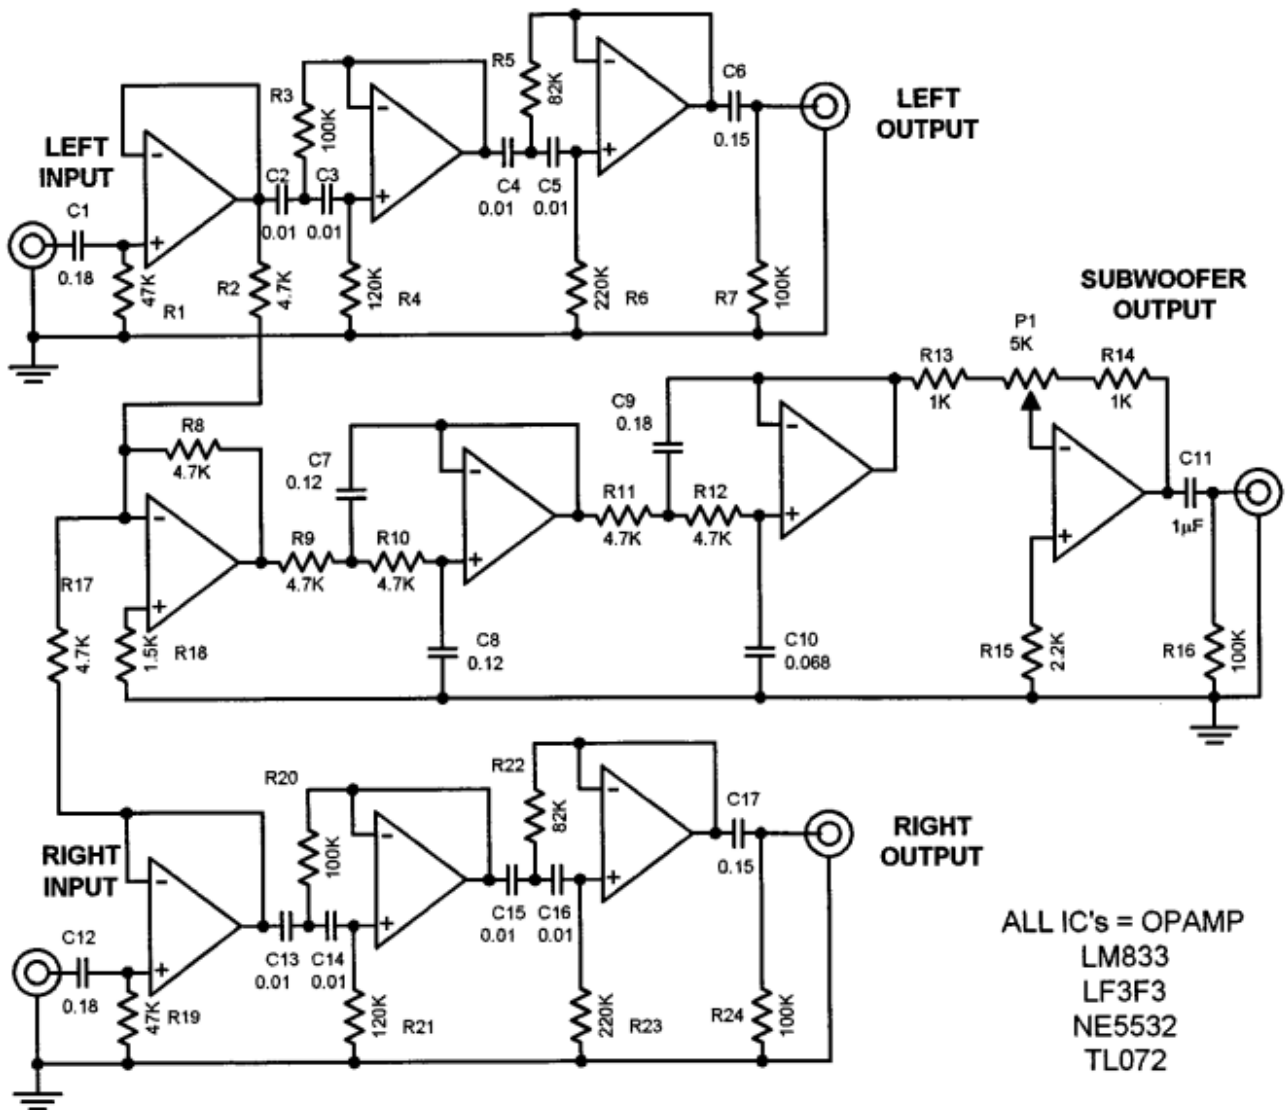 LEFT
INPUT
C1
0.18
47K
R1
R2
4.7K
R3
100K
C2
0.01
C3
0.01
120K
R4
R5
82K
C4
0.01
C5
0.01
220K
R6
C6
0.15
R7
100K
LEFT
OUTPUT
SUBWOOFER
OUTPUT
R8
4.7K
R17
4.7K
1.5K
R18
C7
0.12
R9
4.7K
R10
4.7K
C8
0.12
C9
0.18
R11
4.7K
R12
4.7K
C10
0.068
R13
1K
P1
5K
R14
1K
R15
2.2K
C11
1µF
R16
100K
RIGHT
INPUT
C12
0.18
47K
R19
R20
100K
C13
0.01
C14
0.01
120K
R21
R22
82K
C15
0.01
C16
0.01
220K
R23
C17
0.15
R24
100K
RIGHT
OUTPUT
ALL IC's = OPAMP
LM833
LF3F3
NE5532
TL072